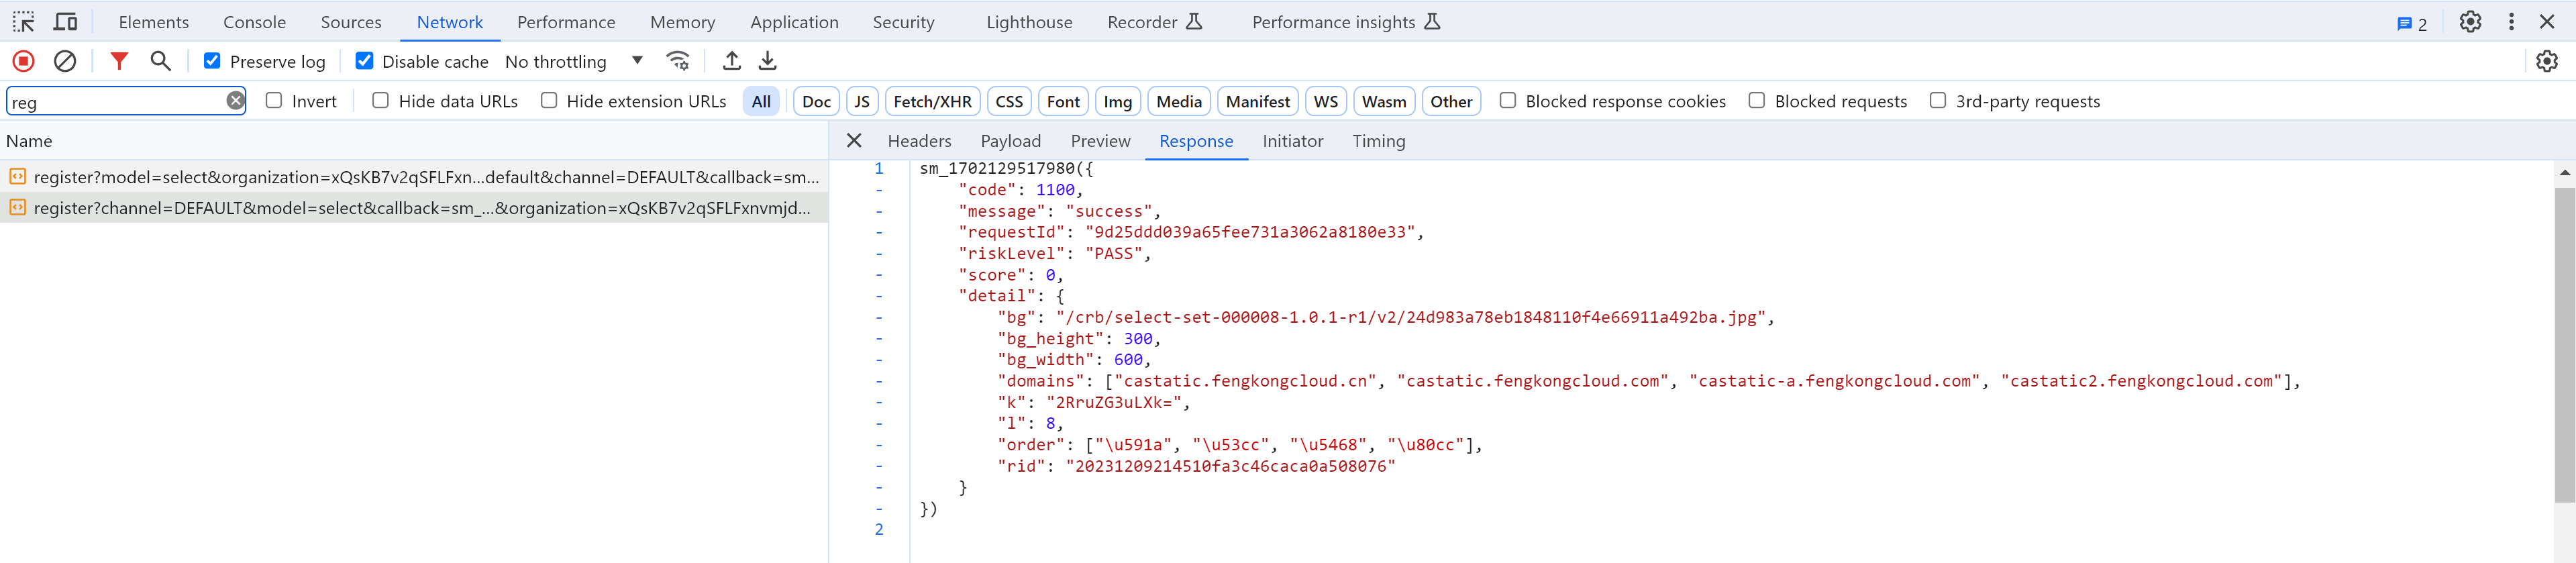 Elements Console Sources Network Performance Memory Application Security Lighthouse Recorder Performance insights 2
Preserve log Disable cache No throttling
reg Invert Hide data URLs Hide extension URLs All Doc JS Fetch/XHR CSS Font Img Media Manifest WS Wasm Other Blocked response cookies Blocked requests 3rd-party requests
Name
register?model=select&organization=xQsKB7v2qSFLFxn...default&channel=DEFAULT&callback=sm...
register?channel=DEFAULT&model=select&callback=sm_...&organization=xQsKB7v2qSFLFxnvmjd...
Headers Payload Preview Response Initiator Timing
1 sm_1702129517980({
- "code": 1100,
- "message": "success",
- "requestId": "9d25ddd039a65fee731a3062a8180e33",
- "riskLevel": "PASS",
- "score": 0,
- "detail": {
- "bg": "/crb/select-set-000008-1.0.1-r1/v2/24d983a78eb1848110f4e66911a492ba.jpg",
- "bg_height": 300,
- "bg_width": 600,
- "domains": ["castatic.fengkongcloud.cn", "castatic.fengkongcloud.com", "castatic-a.fengkongcloud.com", "castatic2.fengkongcloud.com"],
- "k": "2RruZG3uLXk=",
- "l": 8,
- "order": ["\u591a", "\u53cc", "\u5468", "\u80cc"],
- "rid": "20231209214510fa3c46caca0a508076"
- }
- })
2